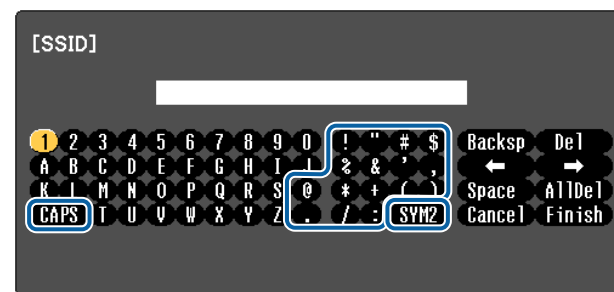 [SSID]
1 2 3 4 5 6 7 8 9 0 ! " # $ Backsp Del
A B C D E F G H I J % & ' , ← →
K L M N O P Q R S @ * + ( ) Space AllDel
CAPS T U V W X Y Z . / : SYM2 Cancel Finish